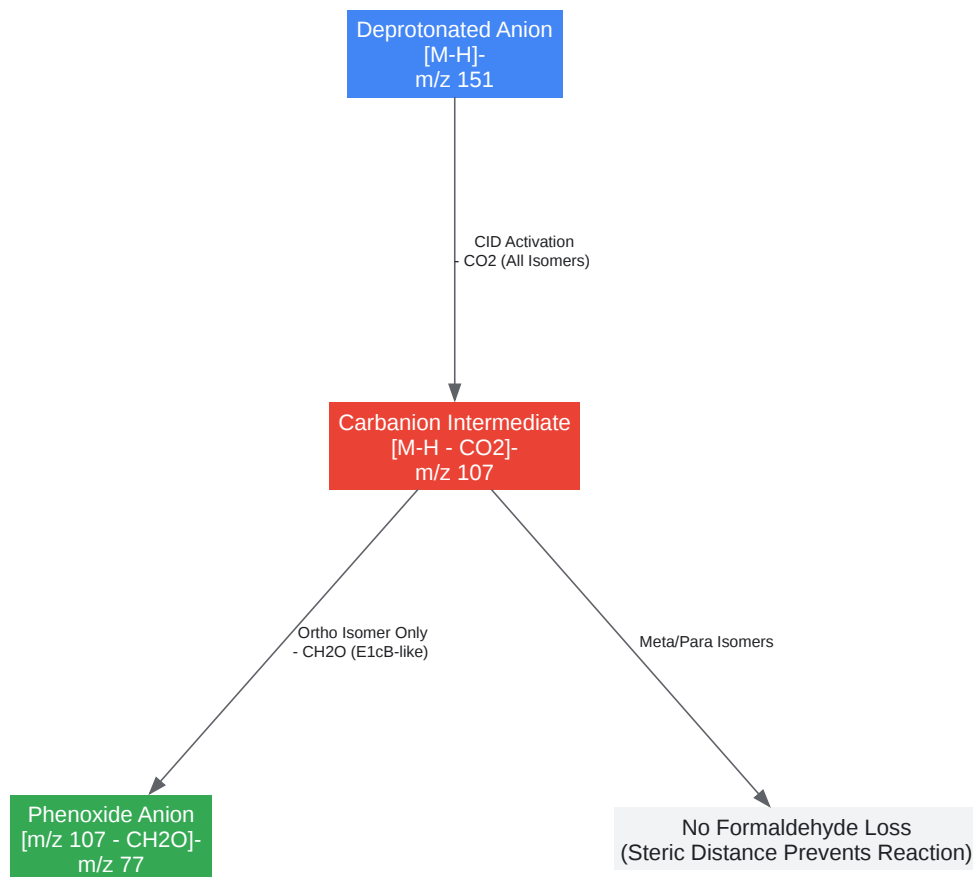 Deprotonated Anion
[M-H]-
m/z 151
CID Activation
- CO2 (All Isomers)
Carbanion Intermediate
[M-H - CO2]-
m/z 107
Ortho Isomer Only
- CH2O (E1cB-like)
Meta/Para Isomers
Phenoxide Anion
[m/z 107 - CH2O]-
m/z 77
No Formaldehyde Loss
(Steric Distance Prevents Reaction)